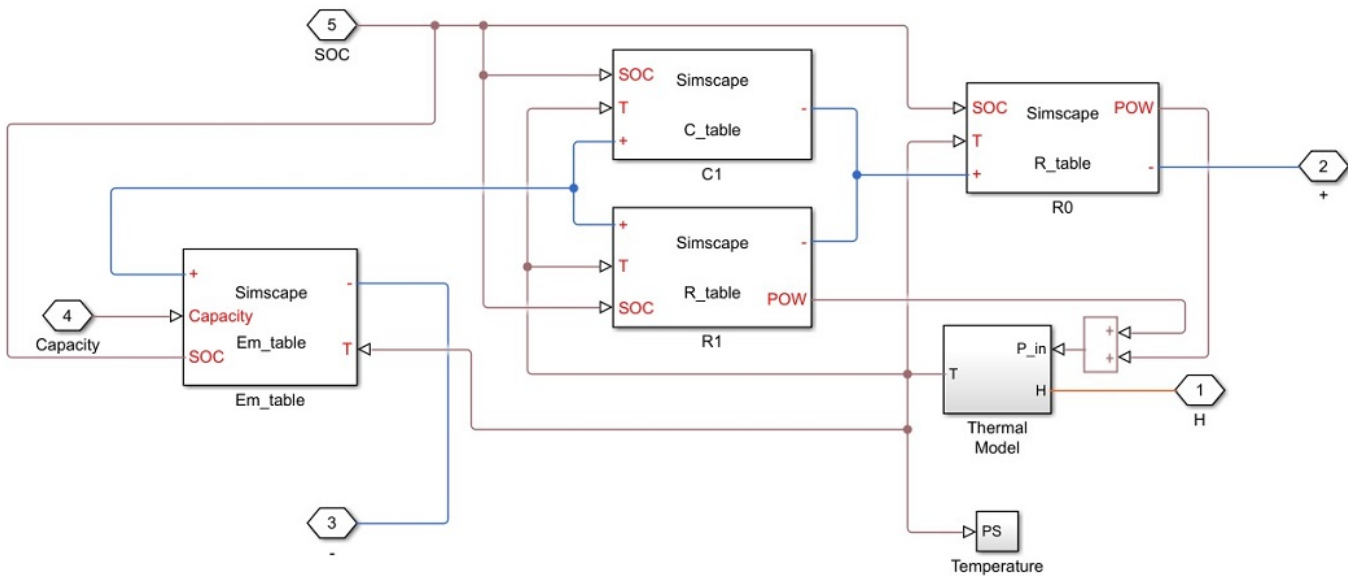 5
SOC
SOC
T
+
Simscape
C_table
-
C1
SOC
T
+
Simscape
R_table
POW
-
R0
2
+
+
T
SOC
Simscape
R_table
-
POW
R1
4
Capacity
+
Capacity
SOC
Simscape
Em_table
-
T
Em_table
+
+
T
P_in
H
Thermal
Model
1
H
3
-
PS
Temperature